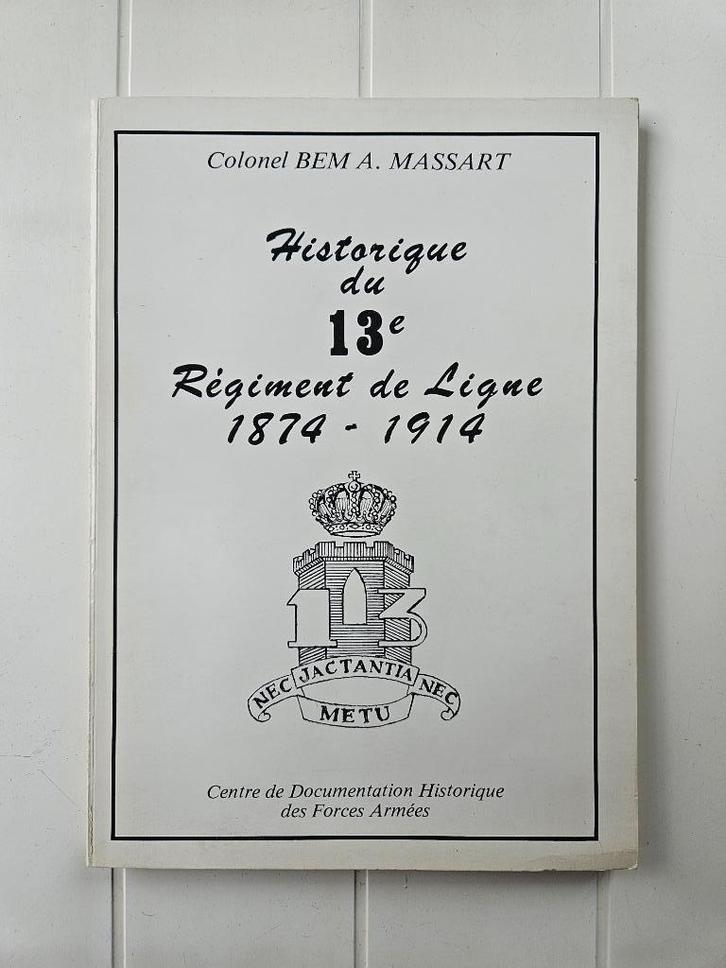 Colonel BEM A. MASSART
Historique
du
13e
Régiment de Ligne
1874 - 1914
13
NEC JACTANTIA NEC
METU
Centre de Documentation Historique
des Forces Armées